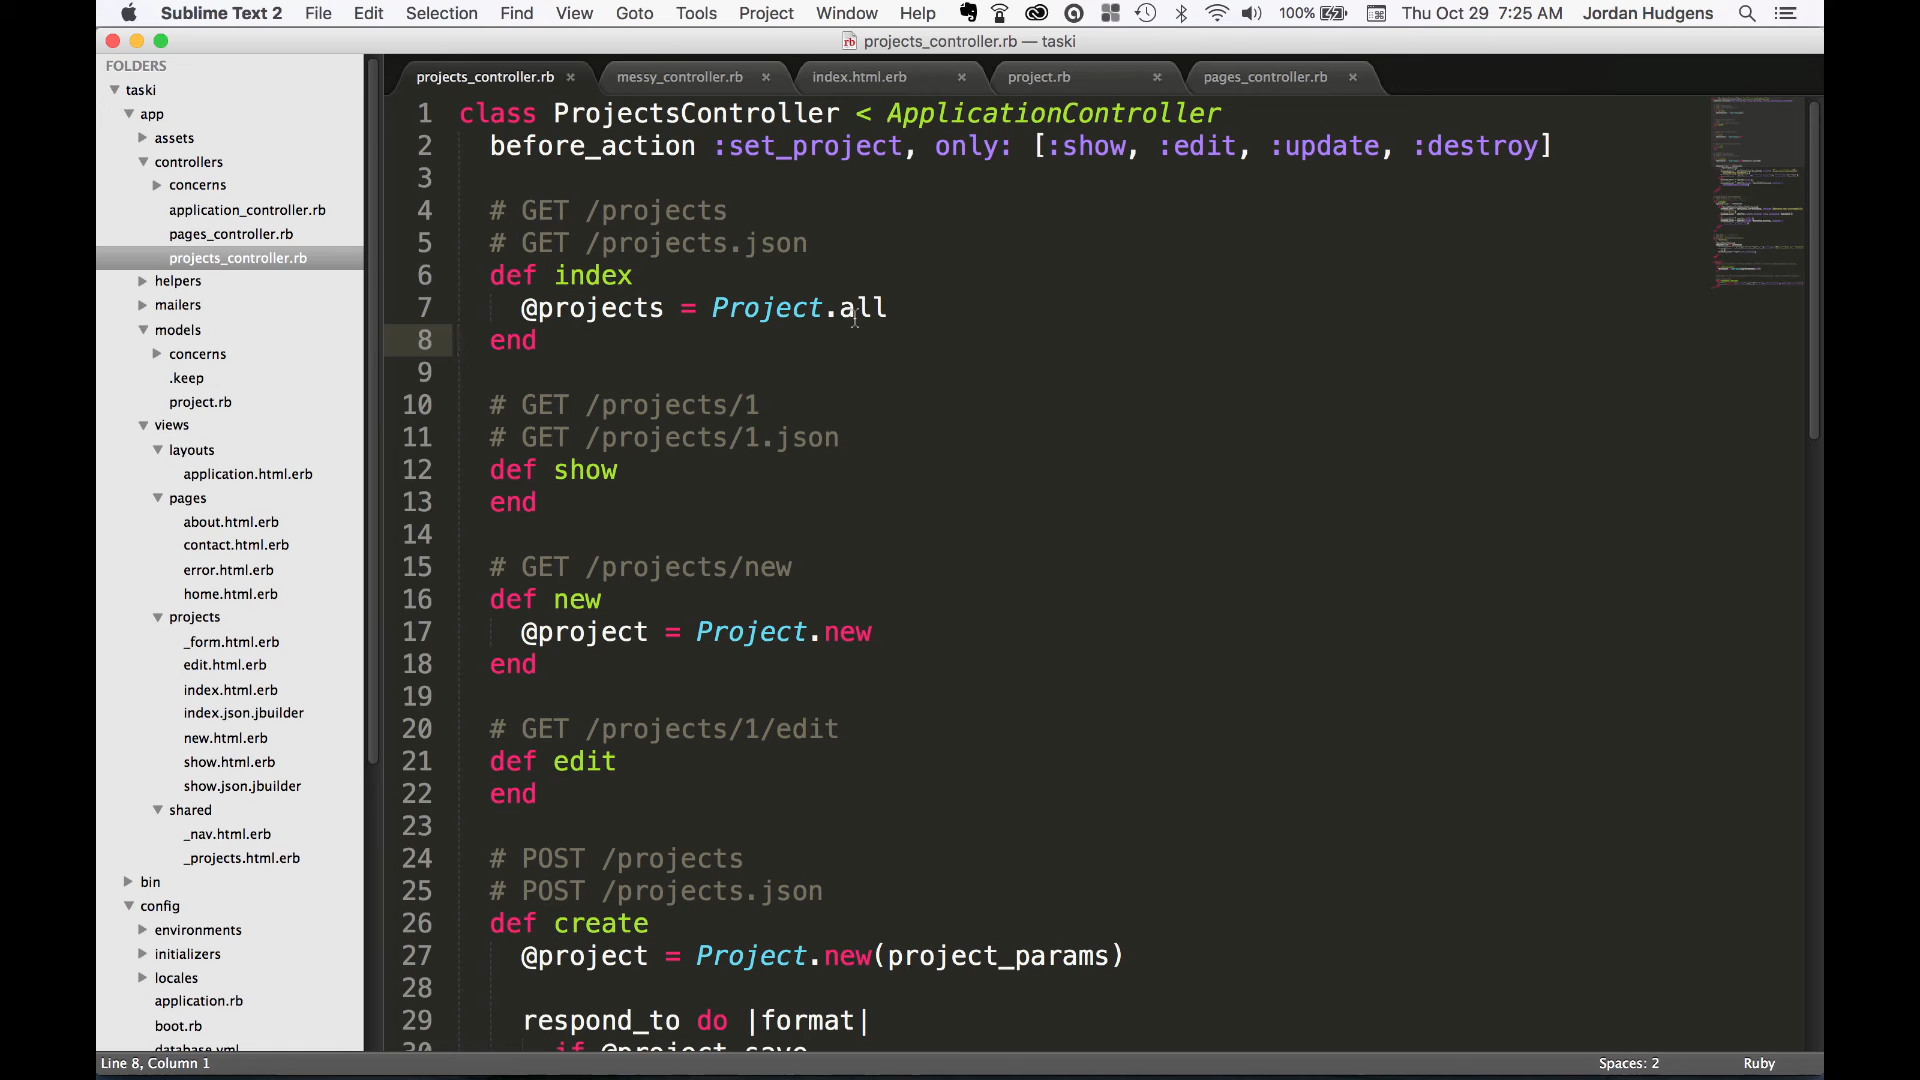 Sublime Text 2 File Edit Selection Find View Goto Tools Project Window Help 100% Thu Oct 29 7:25 AM Jordan Hudgens
projects_controller.rb — taski
FOLDERS
taski
app
assets
controllers
concerns
application_controller.rb
pages_controller.rb
projects_controller.rb
helpers
mailers
models
concerns
.keep
project.rb
views
layouts
application.html.erb
pages
about.html.erb
contact.html.erb
error.html.erb
home.html.erb
projects
_form.html.erb
edit.html.erb
index.html.erb
index.json.jbuilder
new.html.erb
show.html.erb
show.json.jbuilder
shared
_nav.html.erb
_projects.html.erb
bin
config
environments
initializers
locales
application.rb
boot.rb
database.yml
projects_controller.rb × messy_controller.rb × index.html.erb × project.rb × pages_controller.rb ×
1 class ProjectsController < ApplicationController
2 before_action :set_project, only: [:show, :edit, :update, :destroy]
3
4 # GET /projects
5 # GET /projects.json
6 def index
7 @projects = Project.all
8 end
9
10 # GET /projects/1
11 # GET /projects/1.json
12 def show
13 end
14
15 # GET /projects/new
16 def new
17 @project = Project.new
18 end
19
20 # GET /projects/1/edit
21 def edit
22 end
23
24 # POST /projects
25 # POST /projects.json
26 def create
27 @project = Project.new(project_params)
28
29 respond_to do |format|
30 if @project.save
Line 8, Column 1 Spaces: 2 Ruby